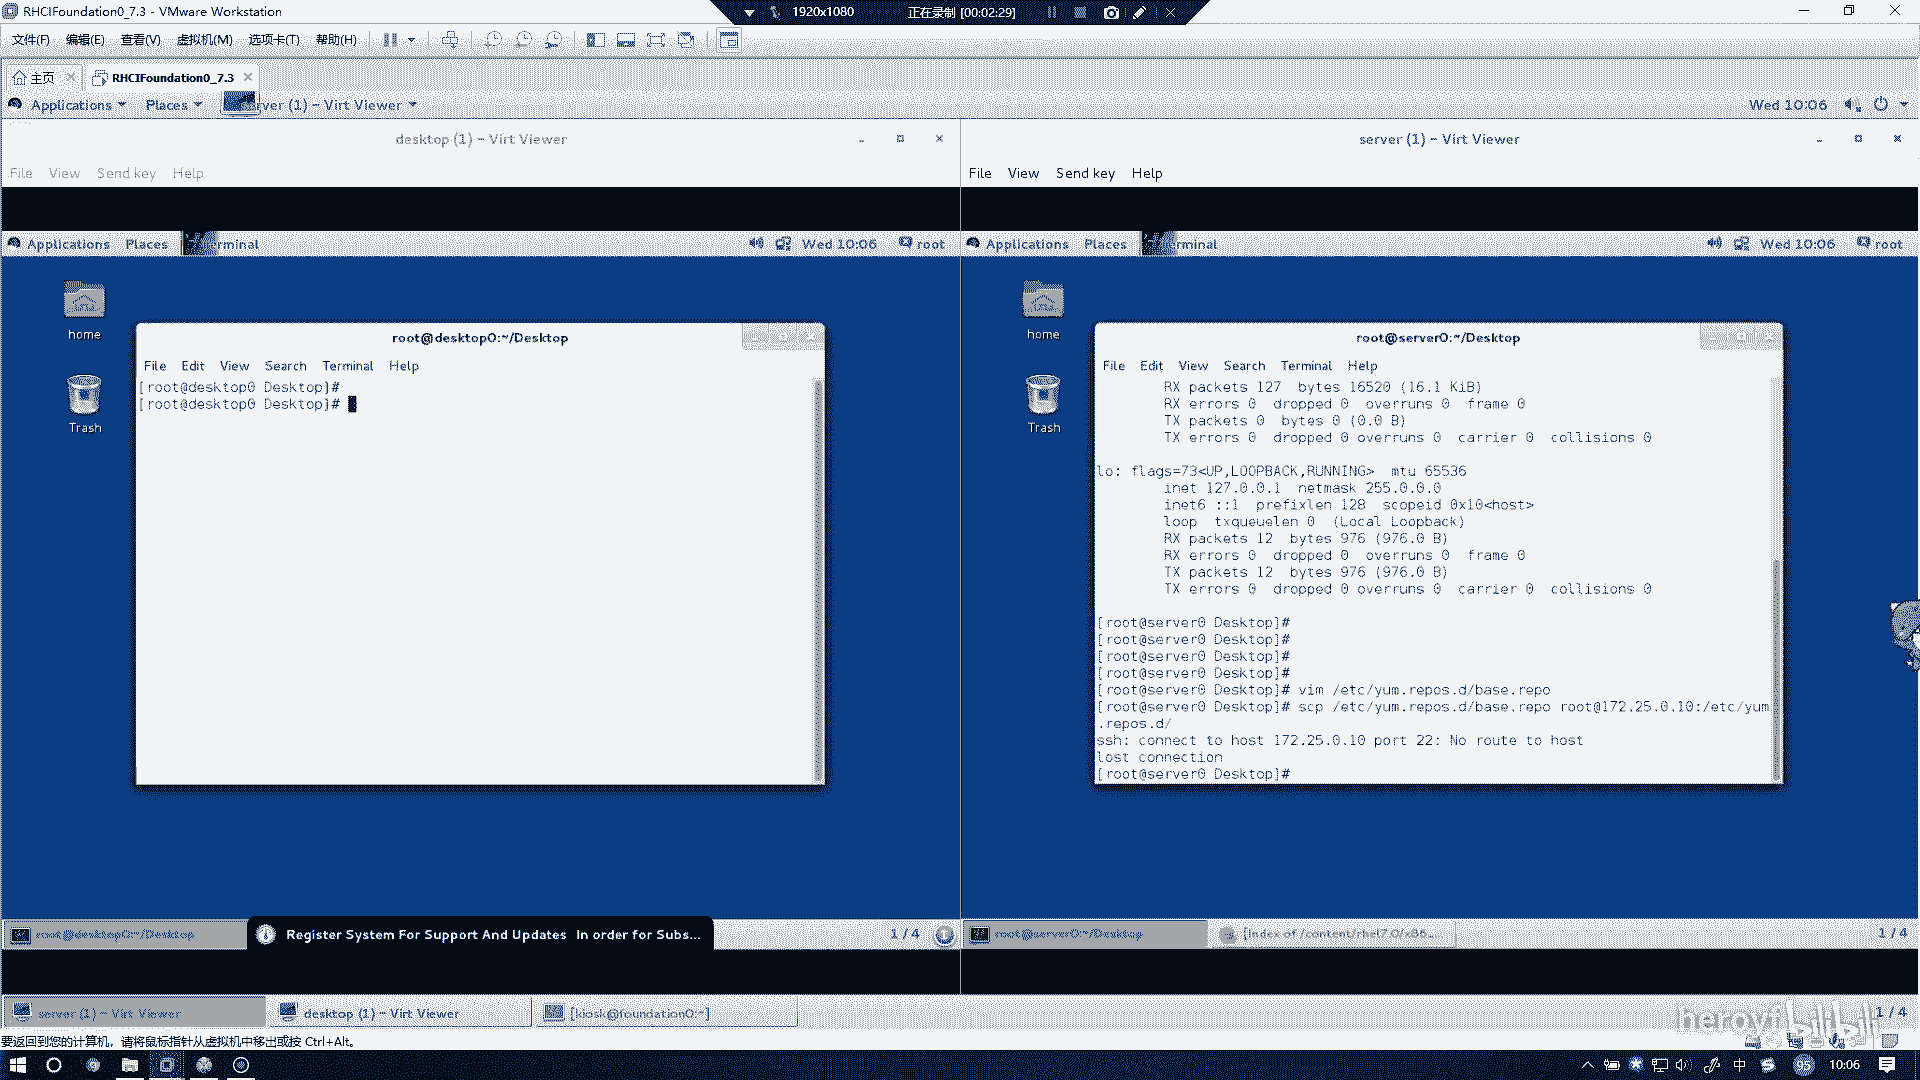 RHCIFoundation0_7.3 - VMware Workstation
1920x1080
正在录制 [00:02:29]
文件(F) 编辑(E) 查看(V) 虚拟机(M) 选项卡(T) 帮助(H)
主页
RHCIFoundation0_7.3
Applications Places server (1) - Virt Viewer
Wed 10:06
desktop (1) - Virt Viewer
File View Send key Help
Applications Places Terminal
Wed 10:06 root
home
Trash
root@desktop0:~/Desktop
File Edit View Search Terminal Help
[root@desktop0 Desktop]#
[root@desktop0 Desktop]#
root@desktop0:~/Desktop
Register System For Support And Updates In order for Subs...
1 / 4
server (1) - Virt Viewer
File View Send key Help
Applications Places Terminal
Wed 10:06 root
home
Trash
root@server0:~/Desktop
File Edit View Search Terminal Help
RX packets 127 bytes 16520 (16.1 KiB)
RX errors 0 dropped 0 overruns 0 frame 0
TX packets 0 bytes 0 (0.0 B)
TX errors 0 dropped 0 overruns 0 carrier 0 collisions 0
lo: flags=73<UP,LOOPBACK,RUNNING> mtu 65536
inet 127.0.0.1 netmask 255.0.0.0
inet6 ::1 prefixlen 128 scopeid 0x10<host>
loop txqueuelen 0 (Local Loopback)
RX packets 12 bytes 976 (976.0 B)
RX errors 0 dropped 0 overruns 0 frame 0
TX packets 12 bytes 976 (976.0 B)
TX errors 0 dropped 0 overruns 0 carrier 0 collisions 0
[root@server0 Desktop]#
[root@server0 Desktop]#
[root@server0 Desktop]#
[root@server0 Desktop]#
[root@server0 Desktop]# vim /etc/yum.repos.d/base.repo
[root@server0 Desktop]# scp /etc/yum.repos.d/base.repo root@172.25.0.10:/etc/yum
.repos.d/
ssh: connect to host 172.25.0.10 port 22: No route to host
lost connection
[root@server0 Desktop]#
root@server0:~/Desktop
[Index of /content/rhel7.0/x86...
1 / 4
server (1) - Virt Viewer
desktop (1) - Virt Viewer
[kiosk@foundation0:~]
1 / 4
herovi bilibili
要返回到您的计算机，请将鼠标指针从虚拟机中移出或按 Ctrl+Alt。
中
95
10:06